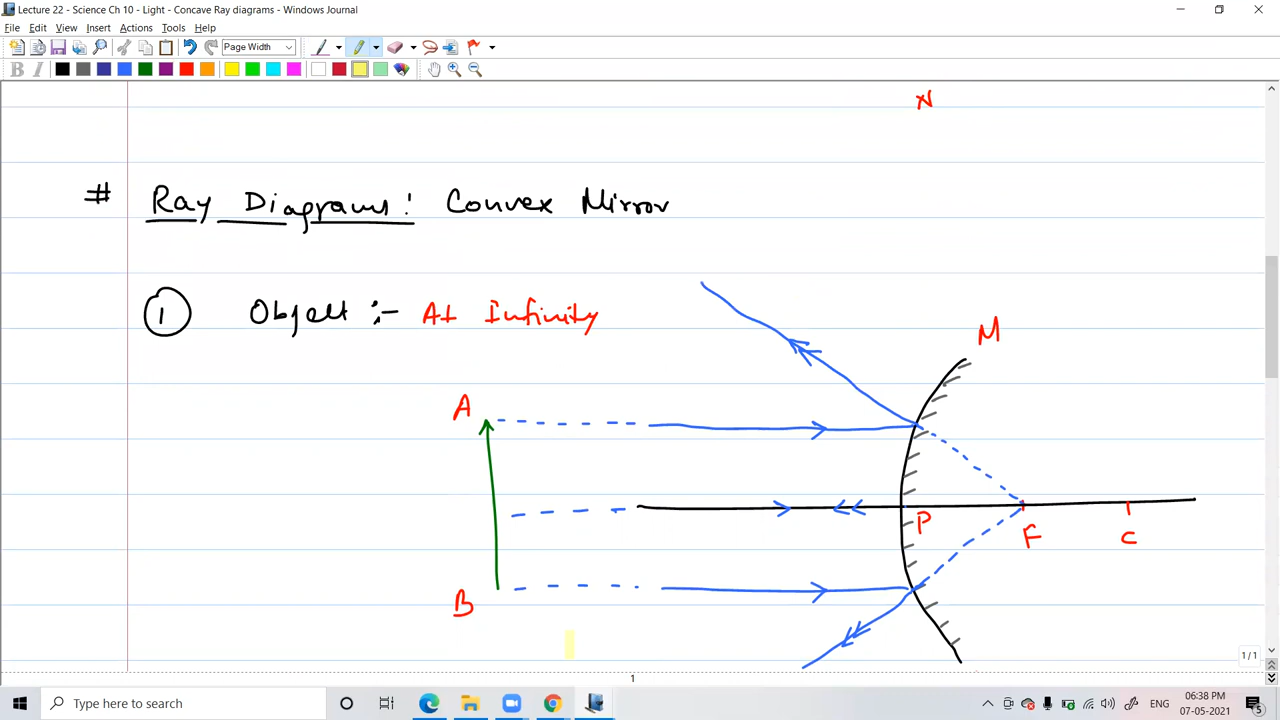 Lecture 22 - Science Ch 10 - Light - Concave Ray diagrams - Windows Journal
File Edit View Insert Actions Tools Help
Page Width
B I
N
# Ray Diagrams: Convex Mirror
1 Object :- At Infinity
M
A
P F C
B
1/1
1
Type here to search
06:38 PM
07-05-2021
5